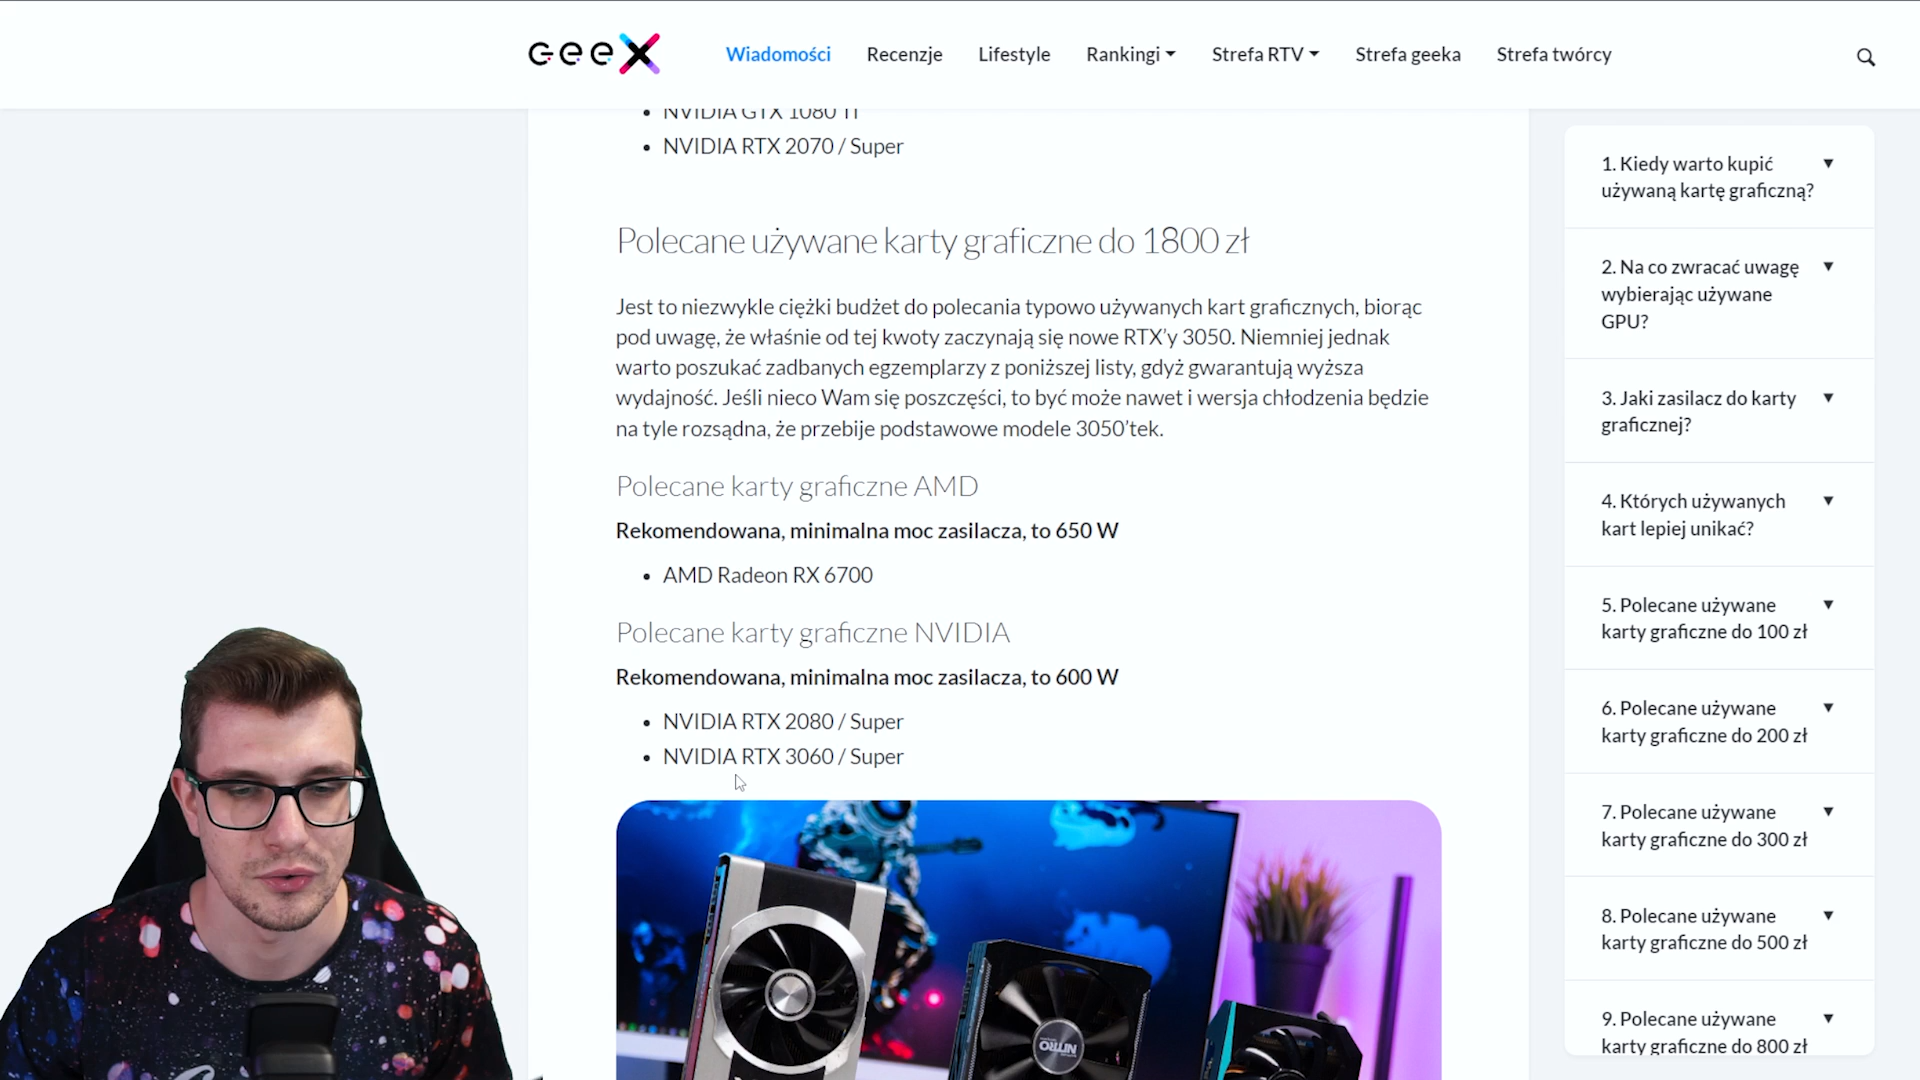 GeeX
Wiadomości Recenzje Lifestyle Rankingi Strefa RTV Strefa geeka Strefa twórcy
NVIDIA GTX 1080 TI
NVIDIA RTX 2070 / Super
Polecane używane karty graficzne do 1800 zł
Jest to niezwykle ciężki budżet do polecania typowo używanych kart graficznych, biorąc
pod uwagę, że właśnie od tej kwoty zaczynają się nowe RTX’y 3050. Niemniej jednak
warto poszukać zadbanych egzemplarzy z poniższej listy, gdyż gwarantują wyższa
wydajność. Jeśli nieco Wam się poszczęści, to być może nawet i wersja chłodzenia będzie
na tyle rozsądna, że przebije podstawowe modele 3050’tek.
Polecane karty graficzne AMD
Rekomendowana, minimalna moc zasilacza, to 650 W
AMD Radeon RX 6700
Polecane karty graficzne NVIDIA
Rekomendowana, minimalna moc zasilacza, to 600 W
NVIDIA RTX 2080 / Super
NVIDIA RTX 3060 / Super
NITRO
1. Kiedy warto kupić
używaną kartę graficzną?
2. Na co zwracać uwagę
wybierając używane
GPU?
3. Jaki zasilacz do karty
graficznej?
4. Których używanych
kart lepiej unikać?
5. Polecane używane
karty graficzne do 100 zł
6. Polecane używane
karty graficzne do 200 zł
7. Polecane używane
karty graficzne do 300 zł
8. Polecane używane
karty graficzne do 500 zł
9. Polecane używane
karty graficzne do 800 zł